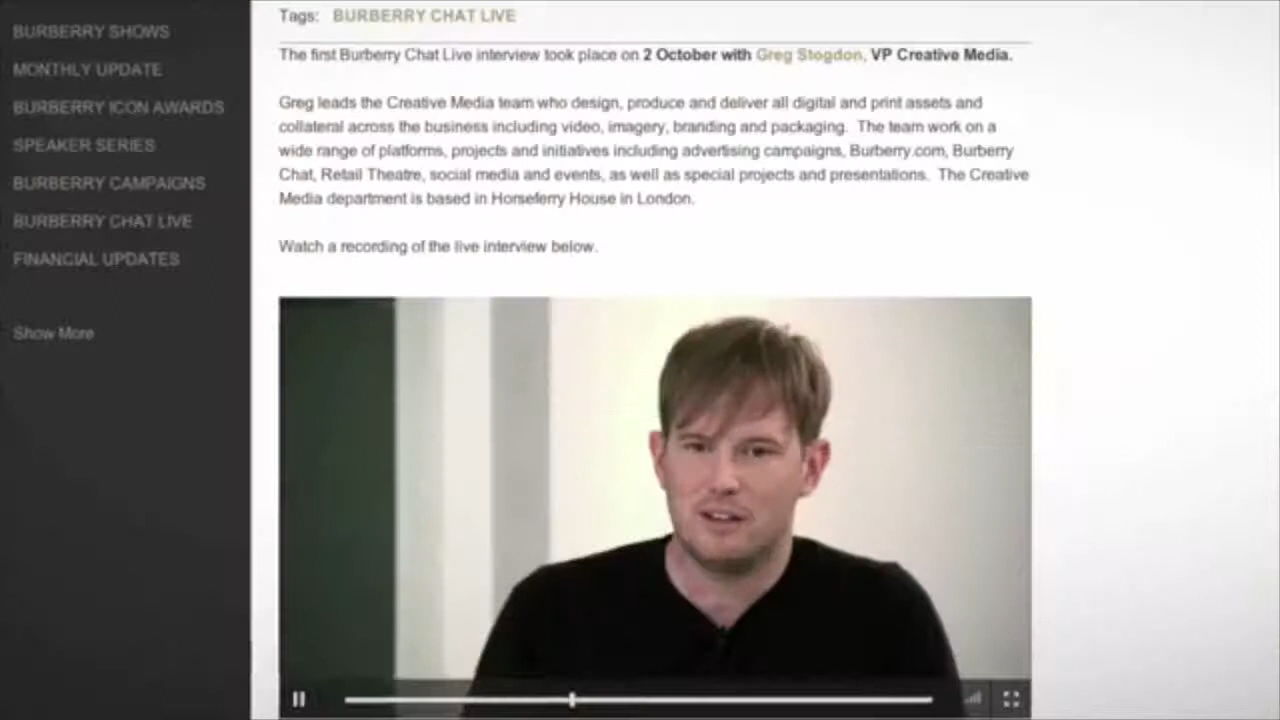 BURBERRY SHOWS
MONTHLY UPDATE
BURBERRY ICON AWARDS
SPEAKER SERIES
BURBERRY CAMPAIGNS
BURBERRY CHAT LIVE
FINANCIAL UPDATES
Show More
Tags: BURBERRY CHAT LIVE
The first Burberry Chat Live interview took place on 2 October with Greg Stogdon, VP Creative Media.
Greg leads the Creative Media team who design, produce and deliver all digital and print assets and
collateral across the business including video, imagery, branding and packaging. The team work on a
wide range of platforms, projects and initiatives including advertising campaigns, Burberry.com, Burberry
Chat, Retail Theatre, social media and events, as well as special projects and presentations. The Creative
Media department is based in Horseferry House in London.
Watch a recording of the live interview below.